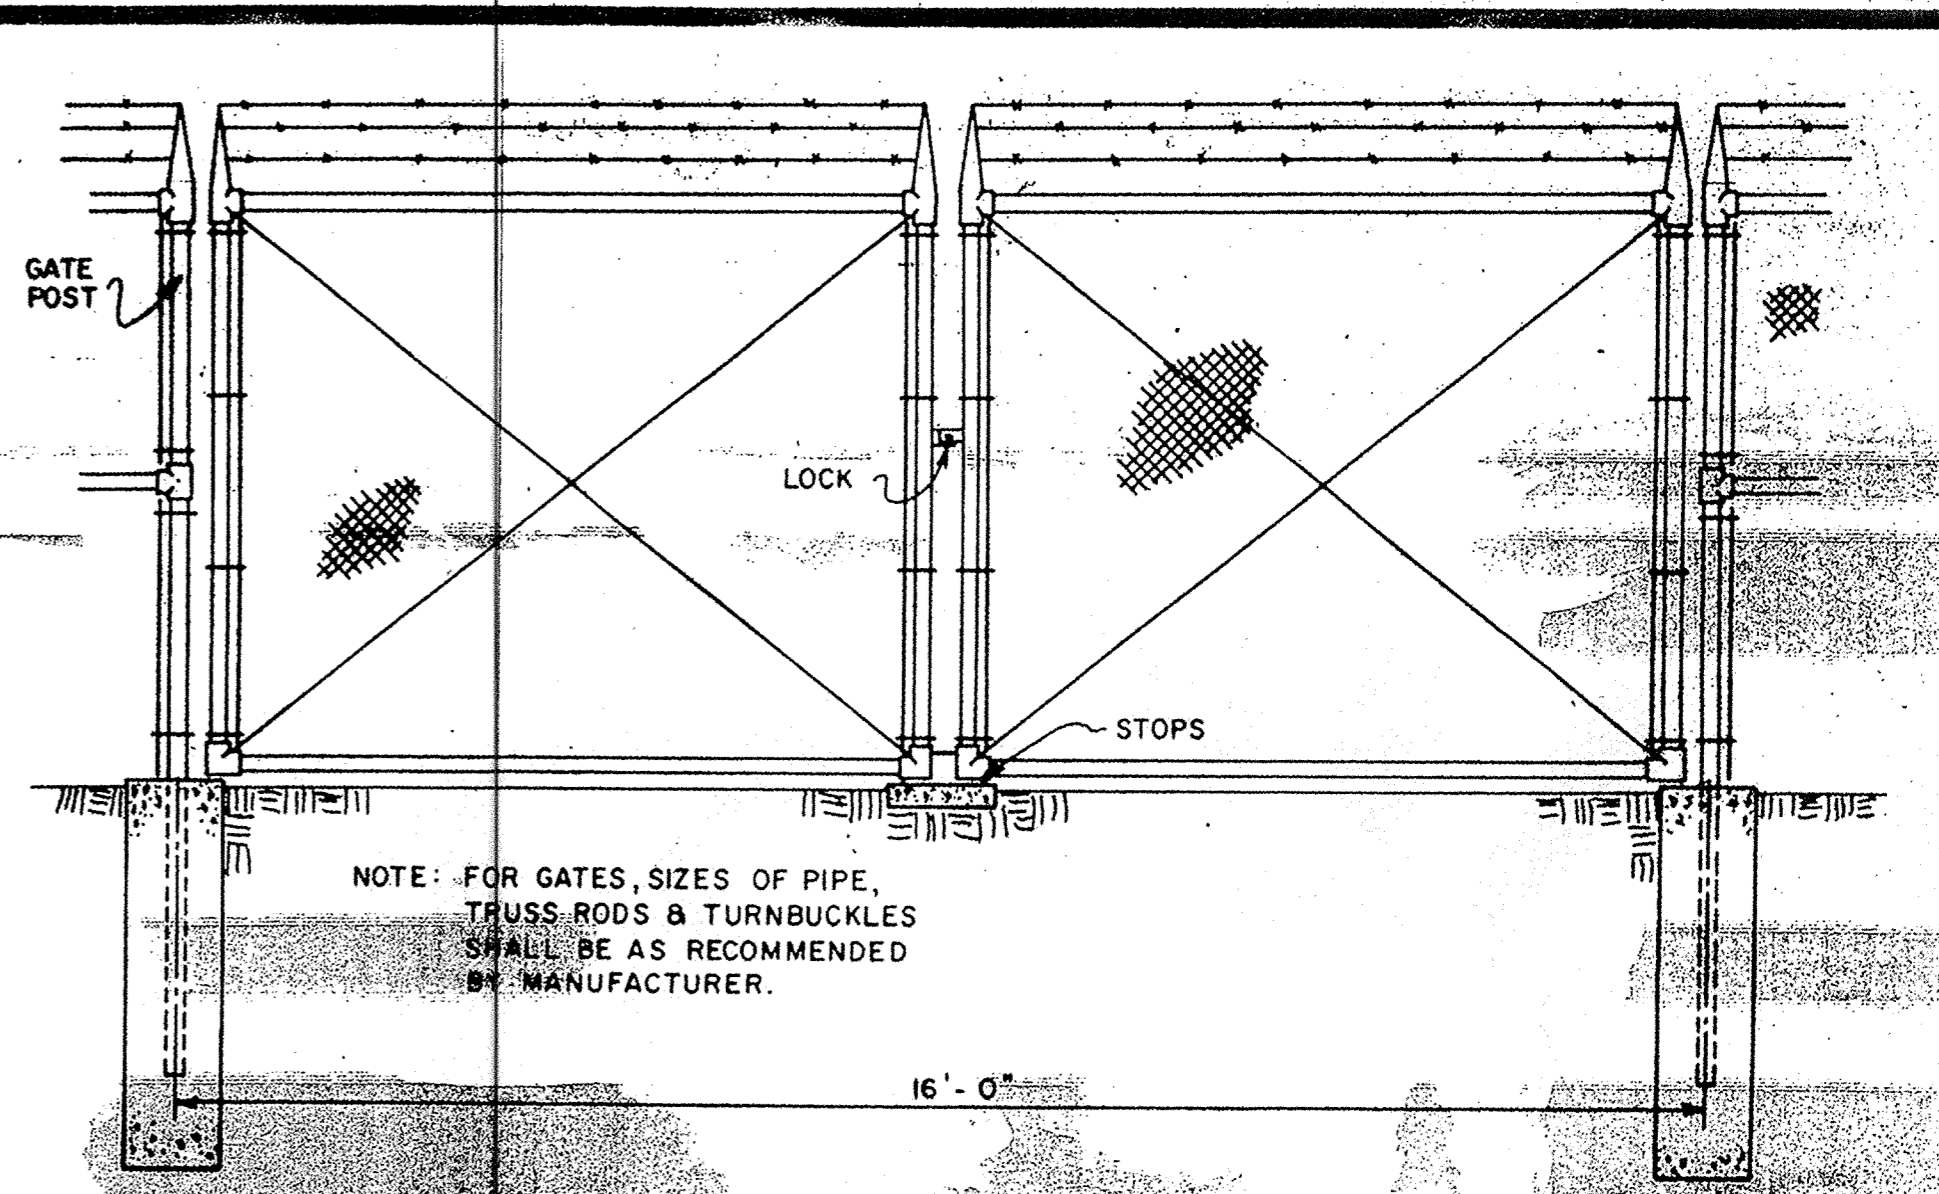 GATE
POST
LOCK
STOPS
NOTE: FOR GATES, SIZES OF PIPE,
TRUSS RODS & TURNBUCKLES
SHALL BE AS RECOMMENDED
BY MANUFACTURER.
16'-0"